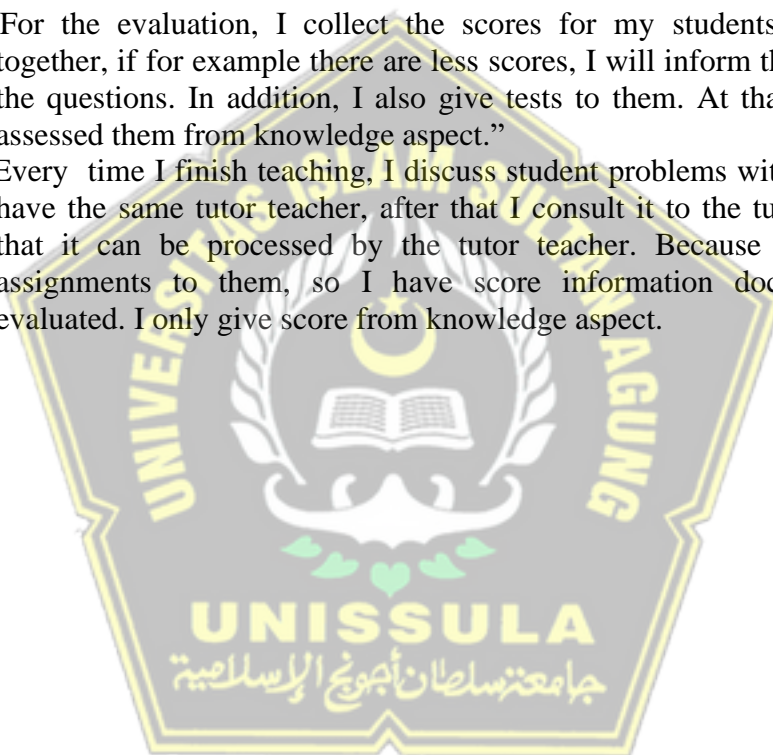 For the evaluation, I collect the scores for my students
together, if for example there are less scores, I will inform th
the questions. In addition, I also give tests to them. At tha
assessed them from knowledge aspect.”
Every time I finish teaching, I discuss student problems wit
have the same tutor teacher, after that I consult it to the tu
that it can be processed by the tutor teacher. Because
assignments to them, so I have score information doc
evaluated. I only give score from knowledge aspect.
UNIVERSITAS ISLAM SULTAN AGUNG
UNISSULA
جامعة سلطان أجونج الإسلامية